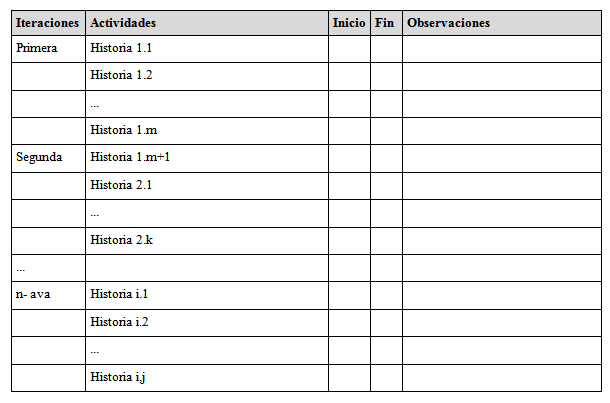 Iteraciones Actividades Inicio Fin Observaciones
Primera Historia 1.1
Historia 1.2
...
Historia 1.m
Segunda Historia 1.m+1
Historia 2.1
...
Historia 2.k
...
n- ava Historia i.1
Historia i.2
...
Historia i.j